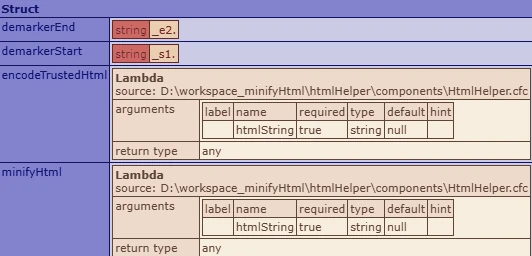 Struct
demarkerEnd string _e2.
demarkerStart string _s1.
encodeTrustedHtml Lambda
source: D:\workspace_minifyHtml\htmlHelper\components\HtmlHelper.cfc
arguments label name required type default hint
htmlString true string null
return type any
minifyHtml Lambda
source: D:\workspace_minifyHtml\htmlHelper\components\HtmlHelper.cfc
arguments label name required type default hint
htmlString true string null
return type any